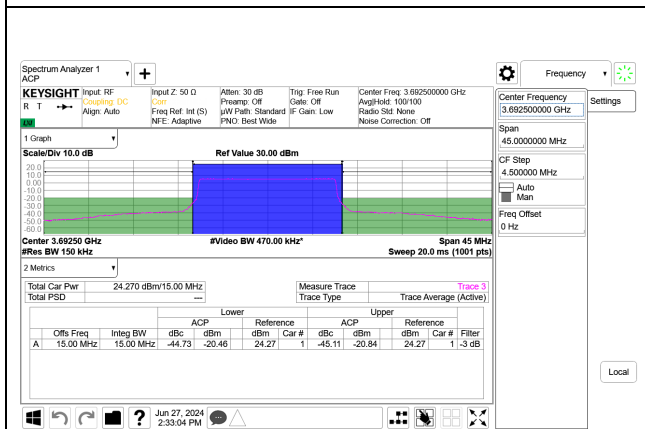 Spectrum Analyzer 1
ACP
Frequency
KEYSIGHT
R T
LXI
Input: RF
Coupling: DC
Align: Auto
Input Z: 50 Ω
Corr
Freq Ref: Int (S)
NFE: Adaptive
Atten: 30 dB
Preamp: Off
µW Path: Standard
PNO: Best Wide
Trig: Free Run
Gate: Off
IF Gain: Low
Center Freq: 3.692500000 GHz
Avg|Hold: 100/100
Radio Std: None
Noise Correction: Off
Center Frequency
3.692500000 GHz
Settings
Span
45.0000000 MHz
CF Step
4.500000 MHz
Auto
Man
Freq Offset
0 Hz
1 Graph
Scale/Div 10.0 dB
Ref Value 30.00 dBm
20.0
10.0
0.00
-10.0
-20.0
-30.0
-40.0
-50.0
-60.0
Center 3.69250 GHz
#Video BW 470.00 kHz*
Span 45 MHz
#Res BW 150 kHz
Sweep 20.0 ms (1001 pts)
2 Metrics
Total Car Pwr 24.270 dBm/15.00 MHz
Total PSD ---
Measure Trace Trace 3
Trace Type Trace Average (Active)
Lower Upper
ACP Reference ACP Reference
Offs Freq Integ BW dBc dBm dBm Car # dBc dBm dBm Car # Filter
A 15.00 MHz 15.00 MHz -44.73 -20.46 24.27 1 -45.11 -20.84 24.27 1 -3 dB
Local
Jun 27, 2024
2:33:04 PM